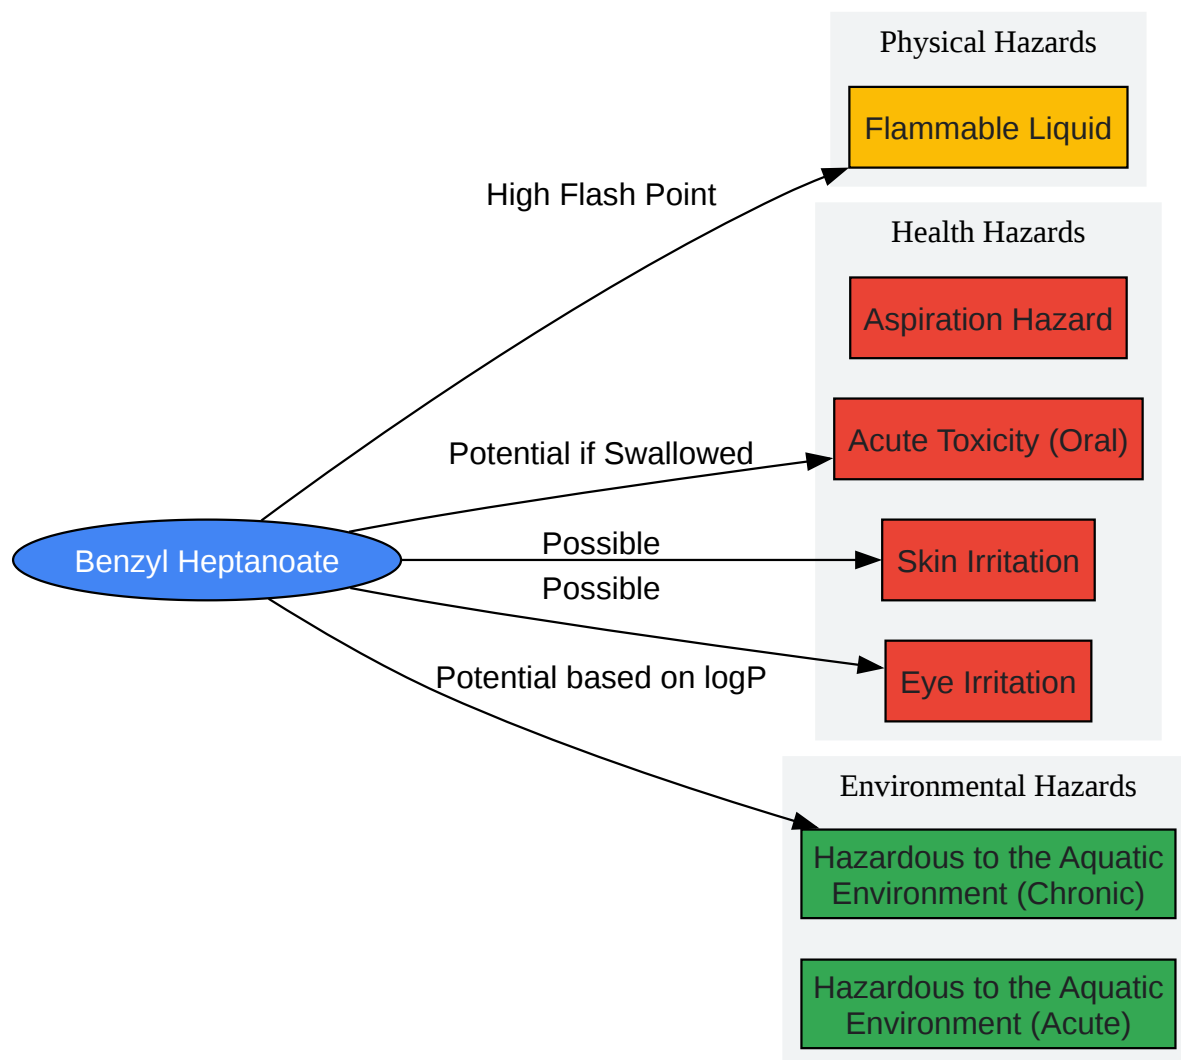 Physical Hazards
Flammable Liquid
High Flash Point
Health Hazards
Aspiration Hazard
Acute Toxicity (Oral)
Potential if Swallowed
Possible
Benzyl Heptanoate
Skin Irritation
Possible
Potential based on logP
Eye Irritation
Environmental Hazards
Hazardous to the Aquatic
Environment (Chronic)
Hazardous to the Aquatic
Environment (Acute)